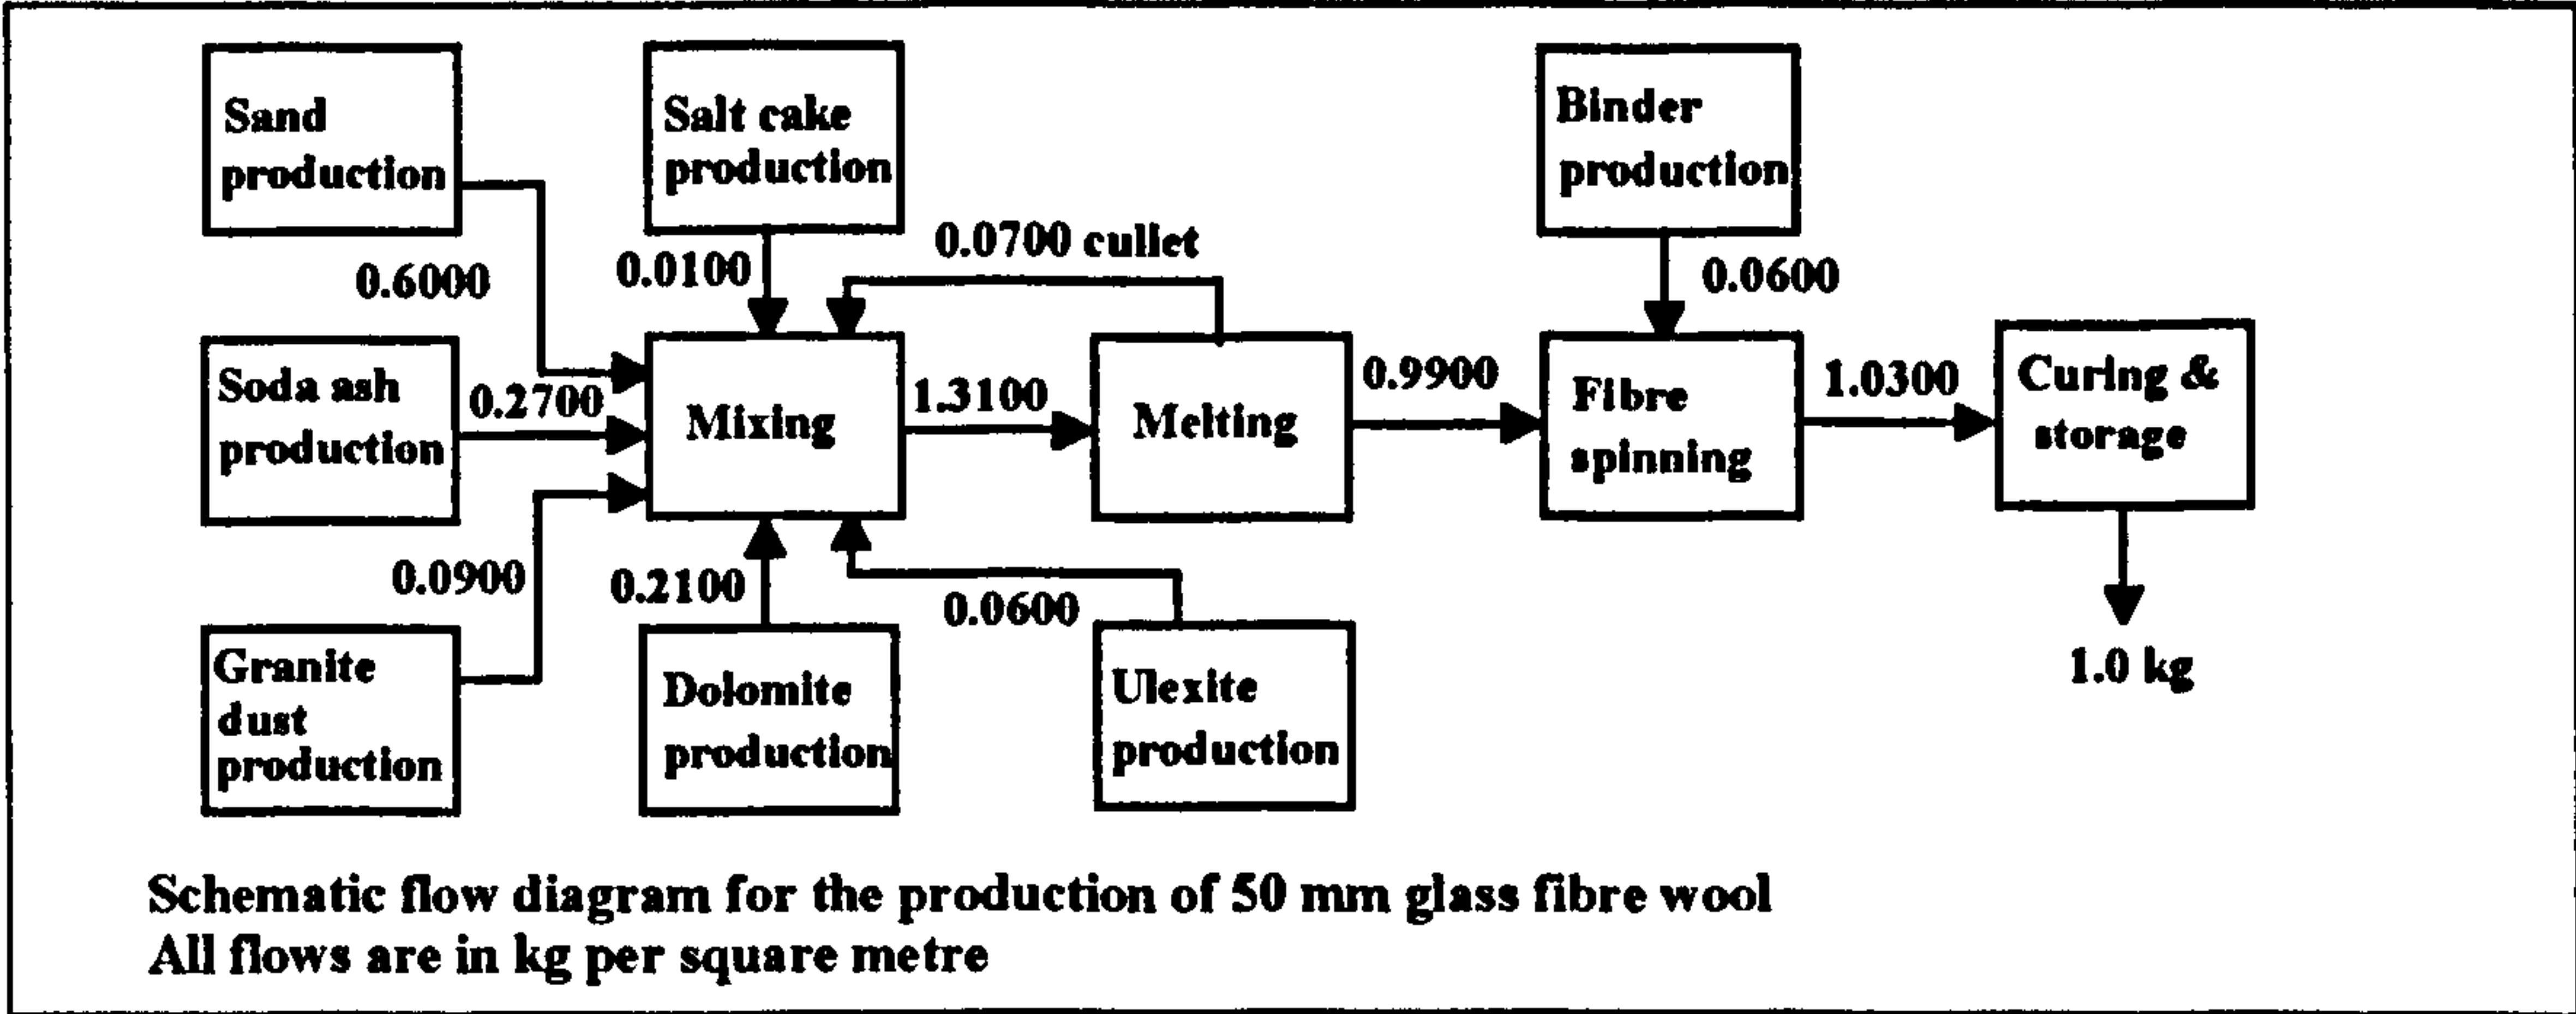 Sand
production
Salt cake
production
Binder
production
0.6000
0.0100
0.0700 cullet
0.0600
Soda ash
production
0.2700
Mixing
1.3100
Melting
0.9900
Fibre
spinning
1.0300
Curing &
storage
0.0900
0.2100
0.0600
1.0 kg
Granite
dust
production
Dolomite
production
Ulexite
production
Schematic flow diagram for the production of 50 mm glass fibre wool
All flows are in kg per square metre